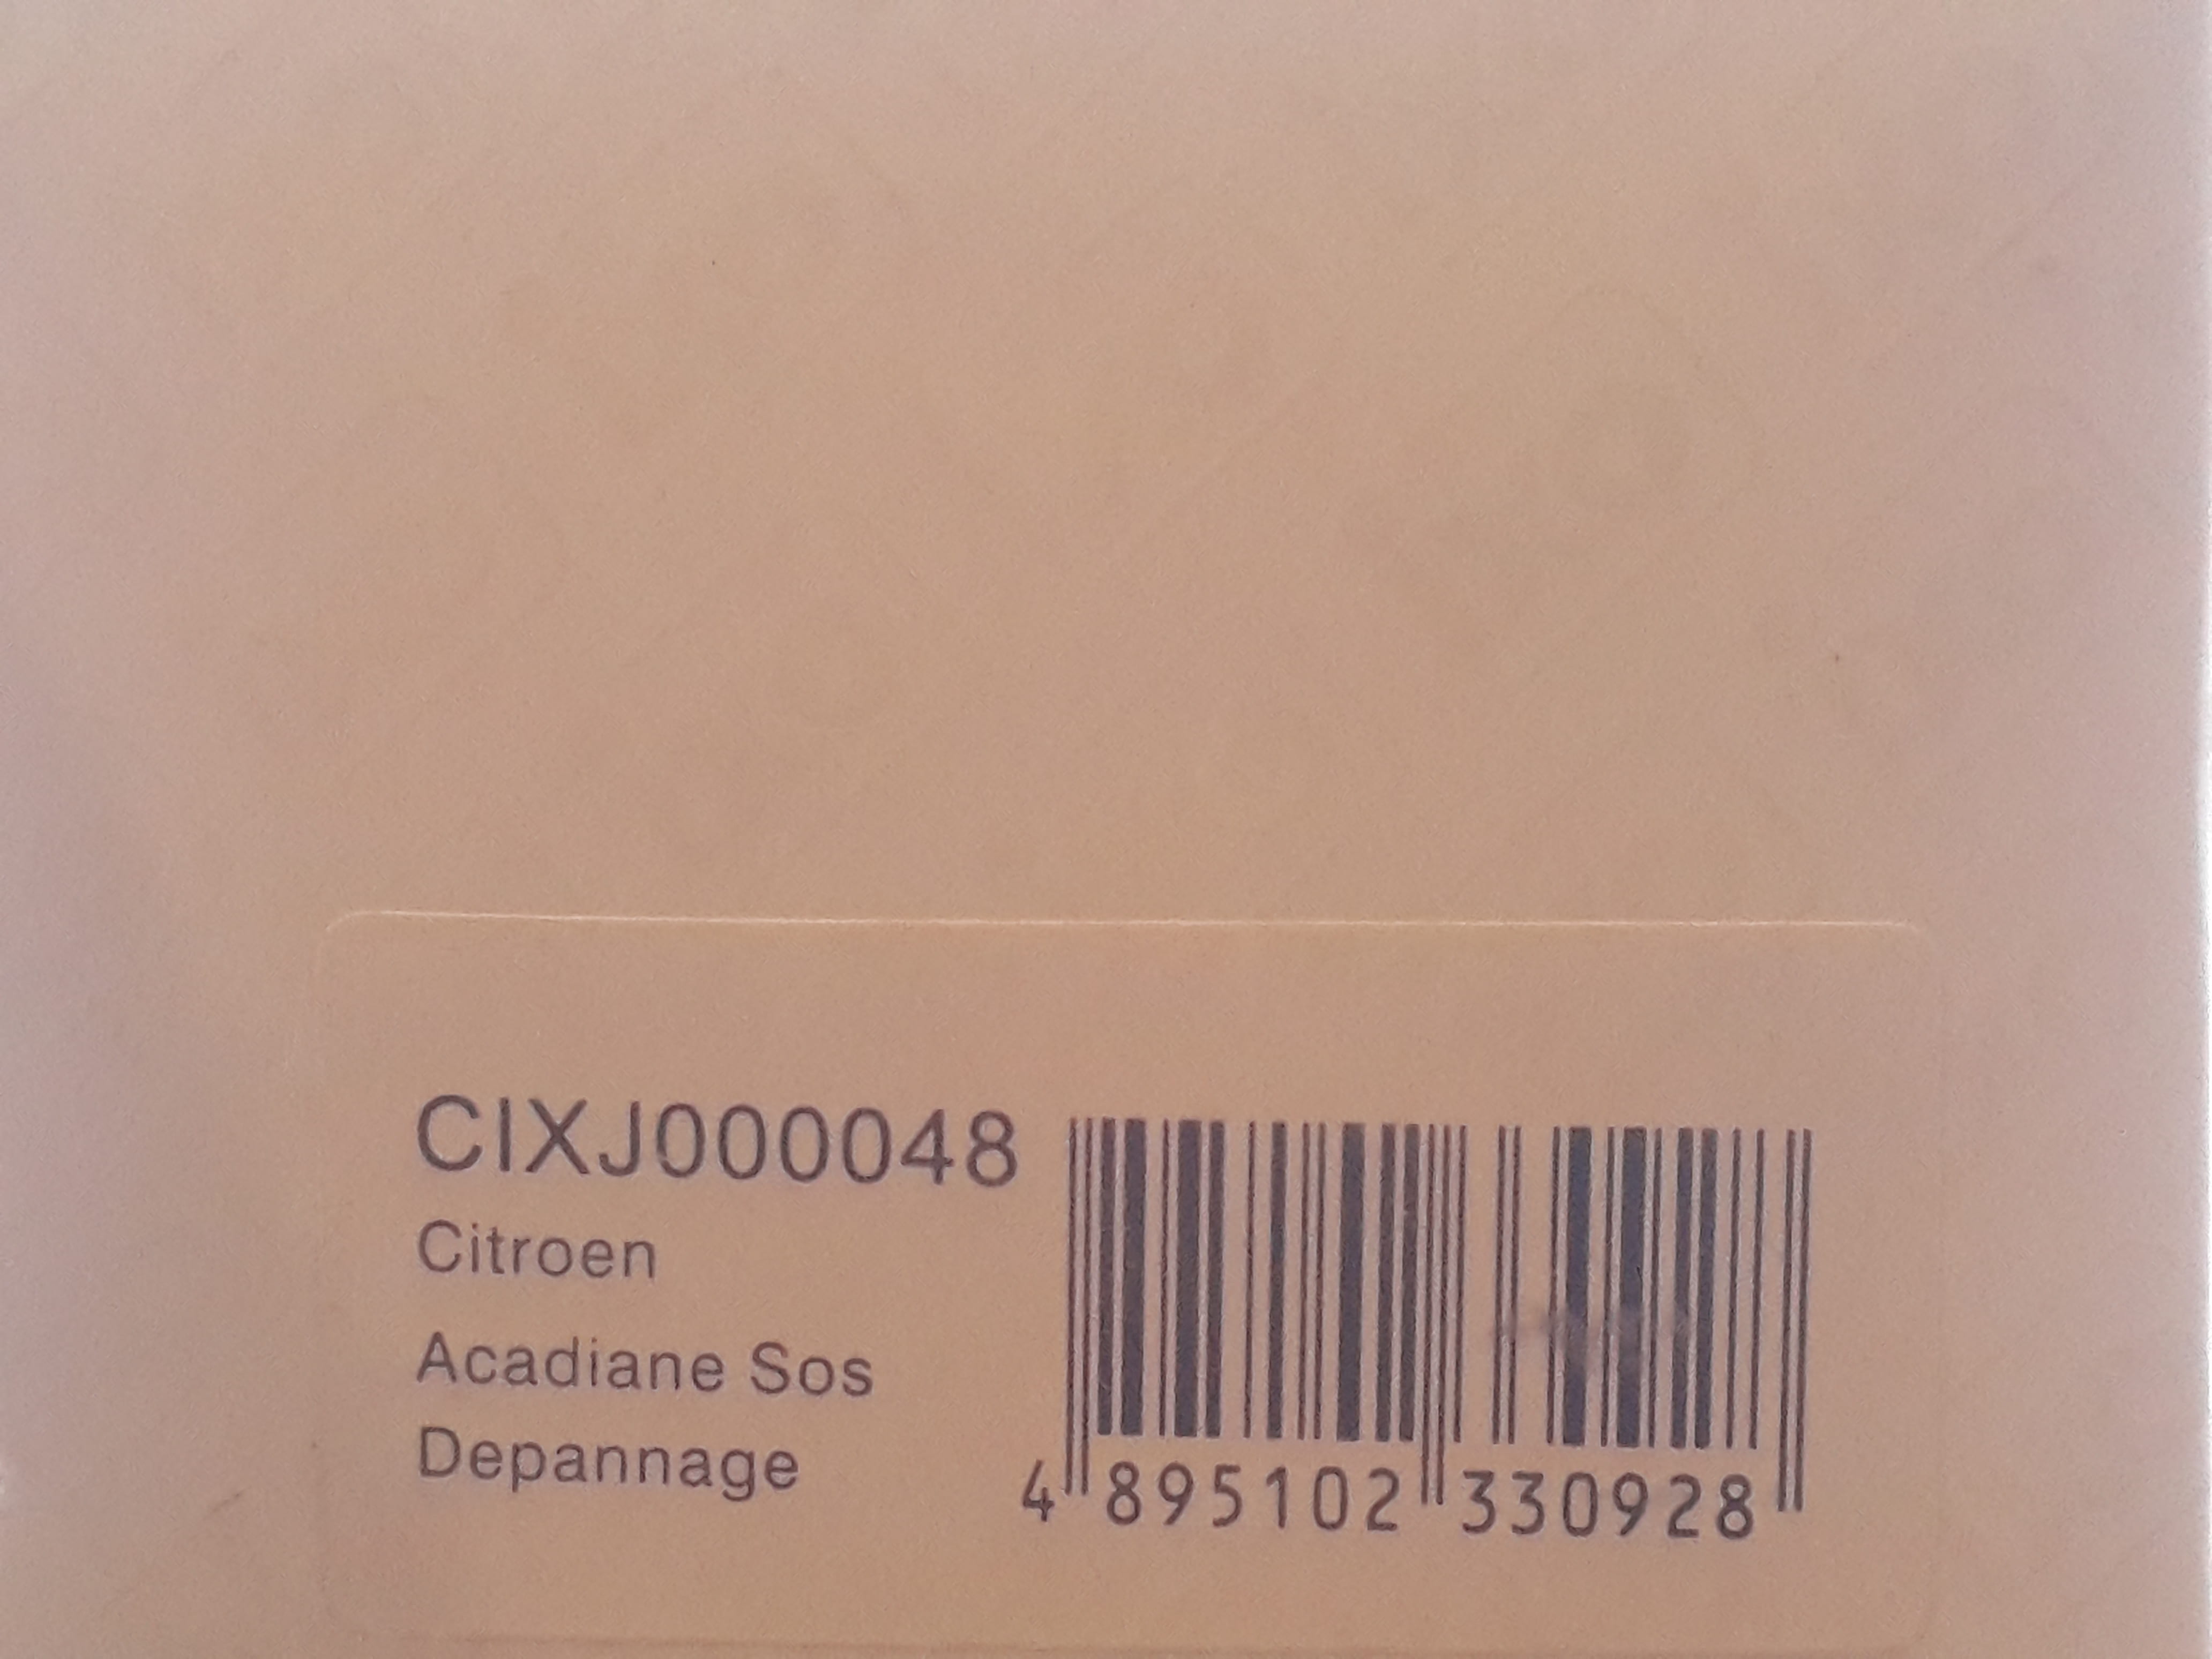 CIXJ000048
Citroen
Acadiane Sos
Depannage
4 895102 330928